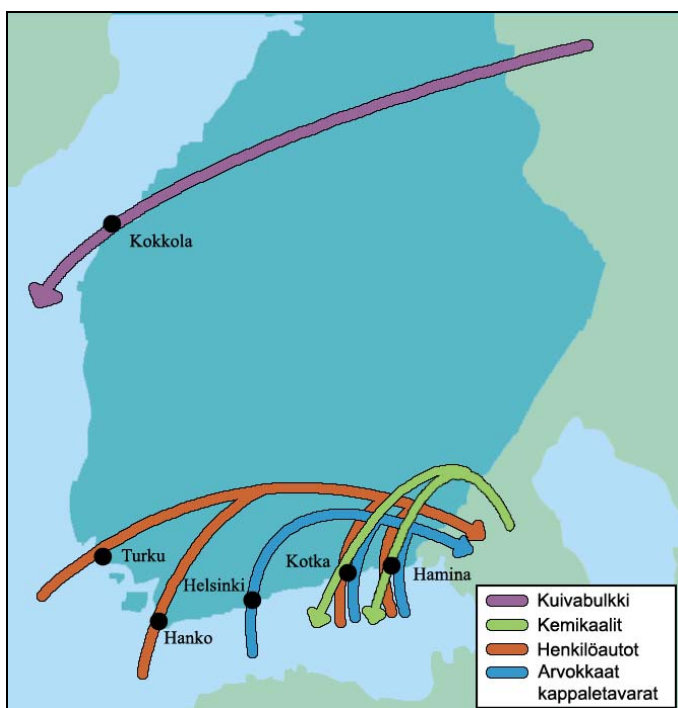 Kokkola
Turku
Helsinki
Kotka
Hamina
Hanko
Kuivabulkki
Kemikaalit
Henkilöautot
Arvokkaat
kappaletavarat